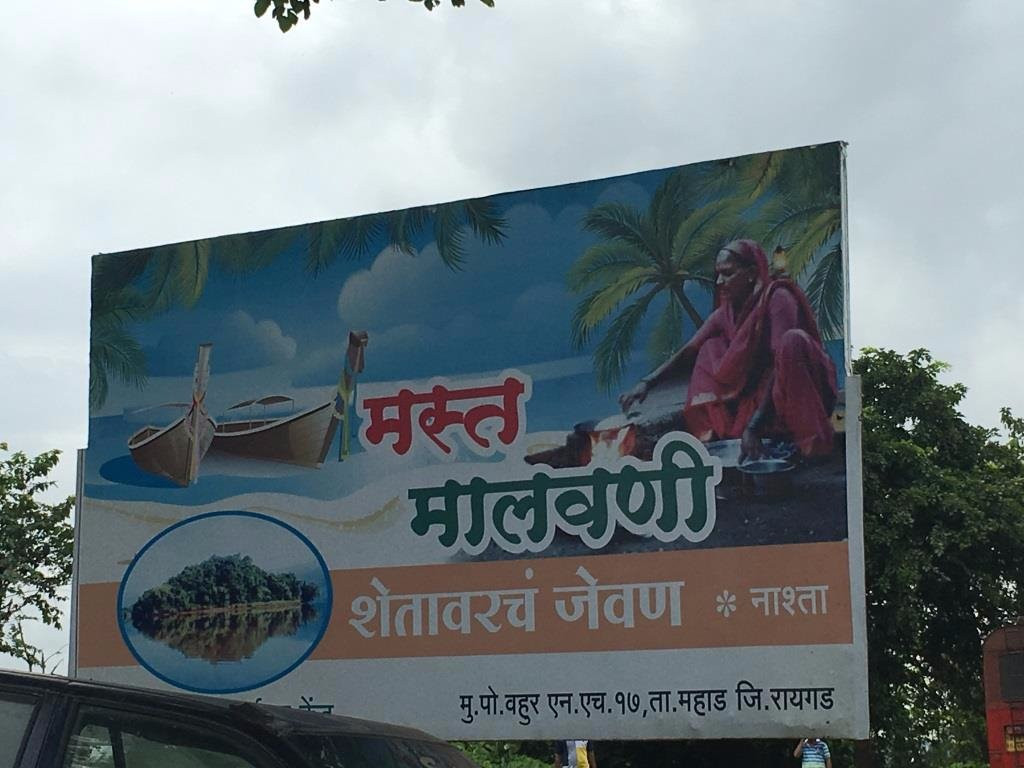 मस्त
मालवणी
शेतावरचं जेवण * नाश्ता
मु.पो.वहुर एन.एच.१७,ता.महाड जि.रायगड